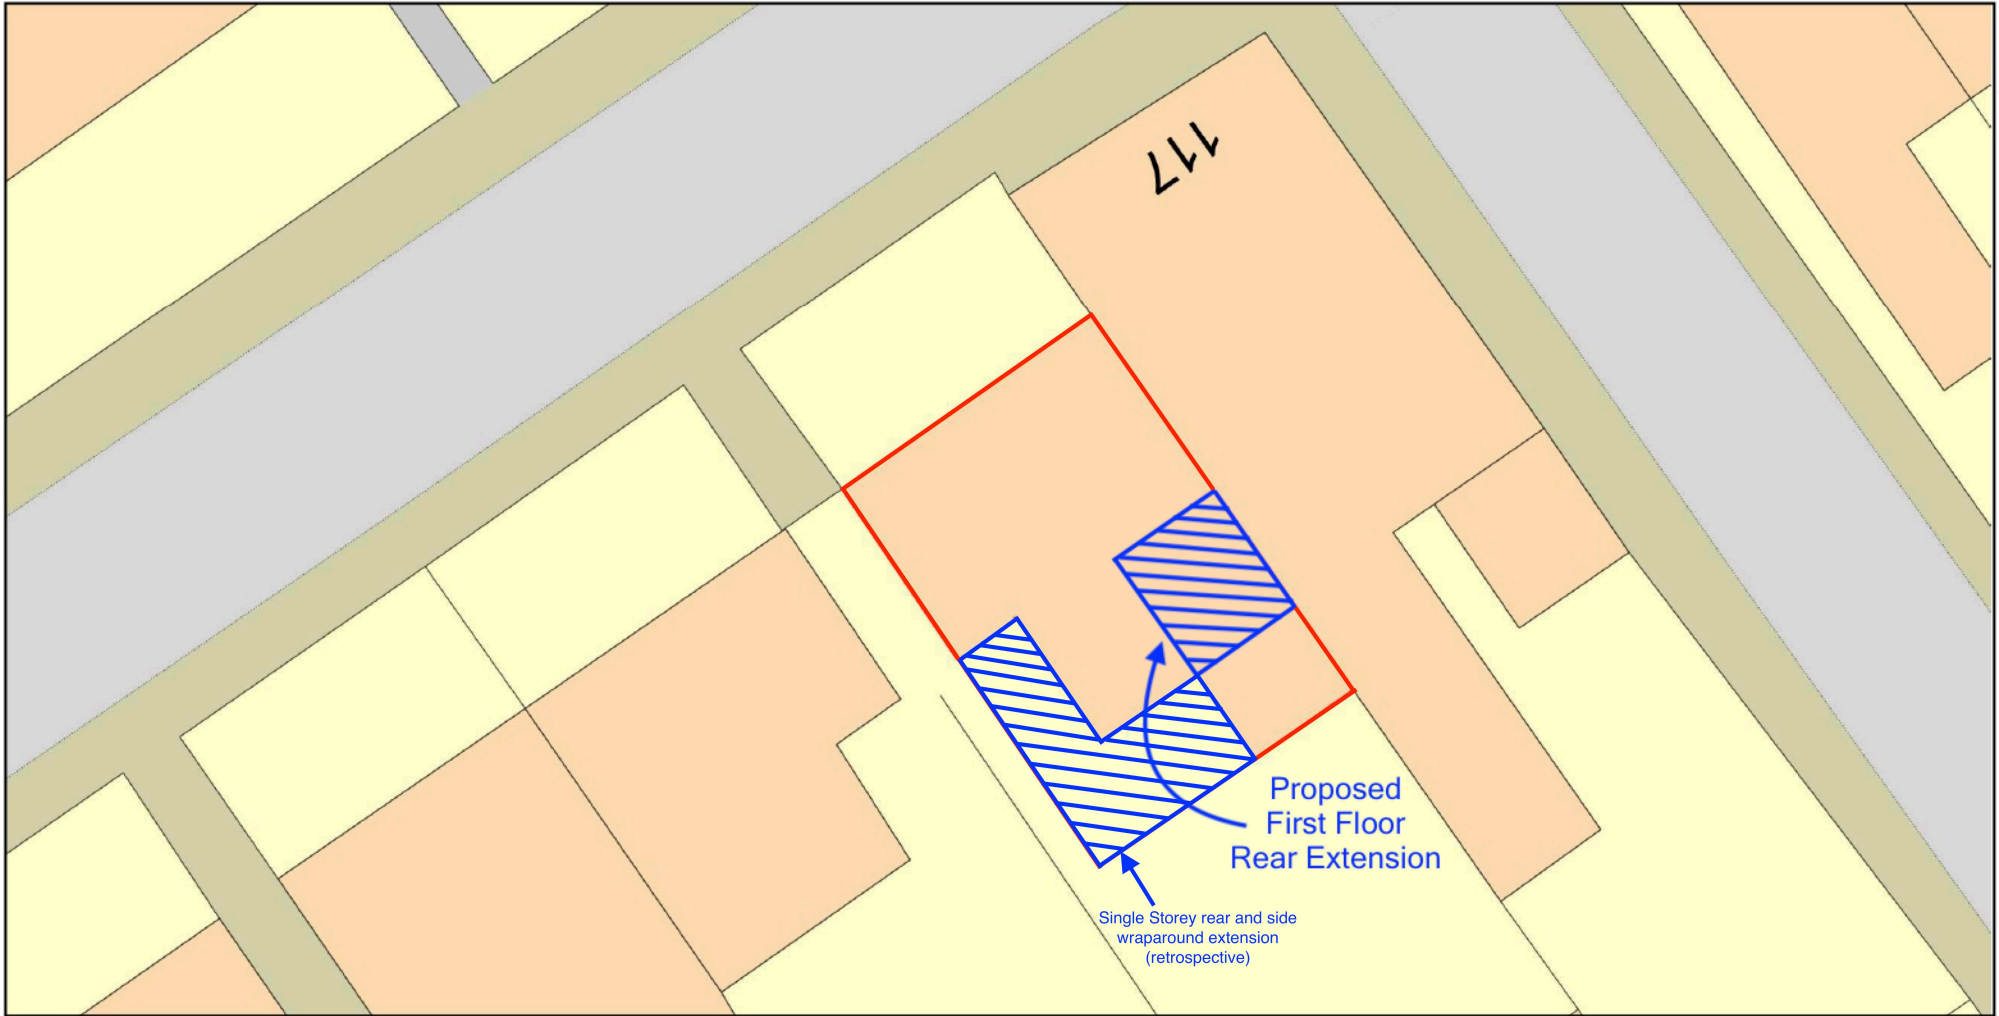 117
Proposed
First Floor
Rear Extension
Single Storey rear and side
wraparound extension
(retrospective)